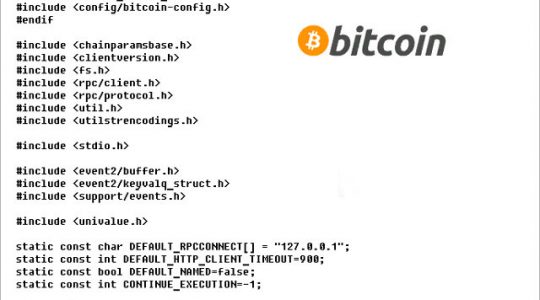 #include <config/bitcoin-config.h>
#endif
bitcoin
#include <chainparamsbase.h>
#include <clientversion.h>
#include <fs.h>
#include <rpc/client.h>
#include <rpc/protocol.h>
#include <util.h>
#include <utilstrencodings.h>
#include <stdio.h>
#include <event2/buffer.h>
#include <event2/keyvalq_struct.h>
#include <support/events.h>
#include <univalue.h>
static const char DEFAULT_RPCCONNECT[] = "127.0.0.1";
static const int DEFAULT_HTTP_CLIENT_TIMEOUT=900;
static const bool DEFAULT_NAMED=false;
static const int CONTINUE_EXECUTION=-1;